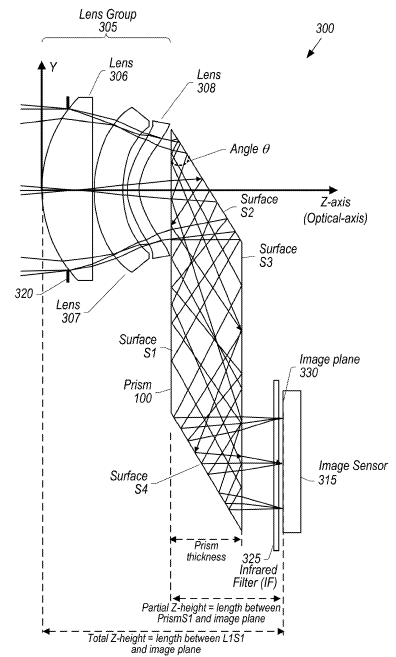 Lens Group
305
300
Y
Lens
306
Lens
308
Angle θ
Z-axis
(Optical-axis)
Surface
S2
Surface
S3
320
Lens
307
Surface
S1
Prism
100
Image plane
330
Surface
S4
Image Sensor
315
Prism
thickness
325
Infrared
Filter (IF)
Partial Z-height = length between
PrismS1 and image plane
Total Z-height = length between L1S1
and image plane